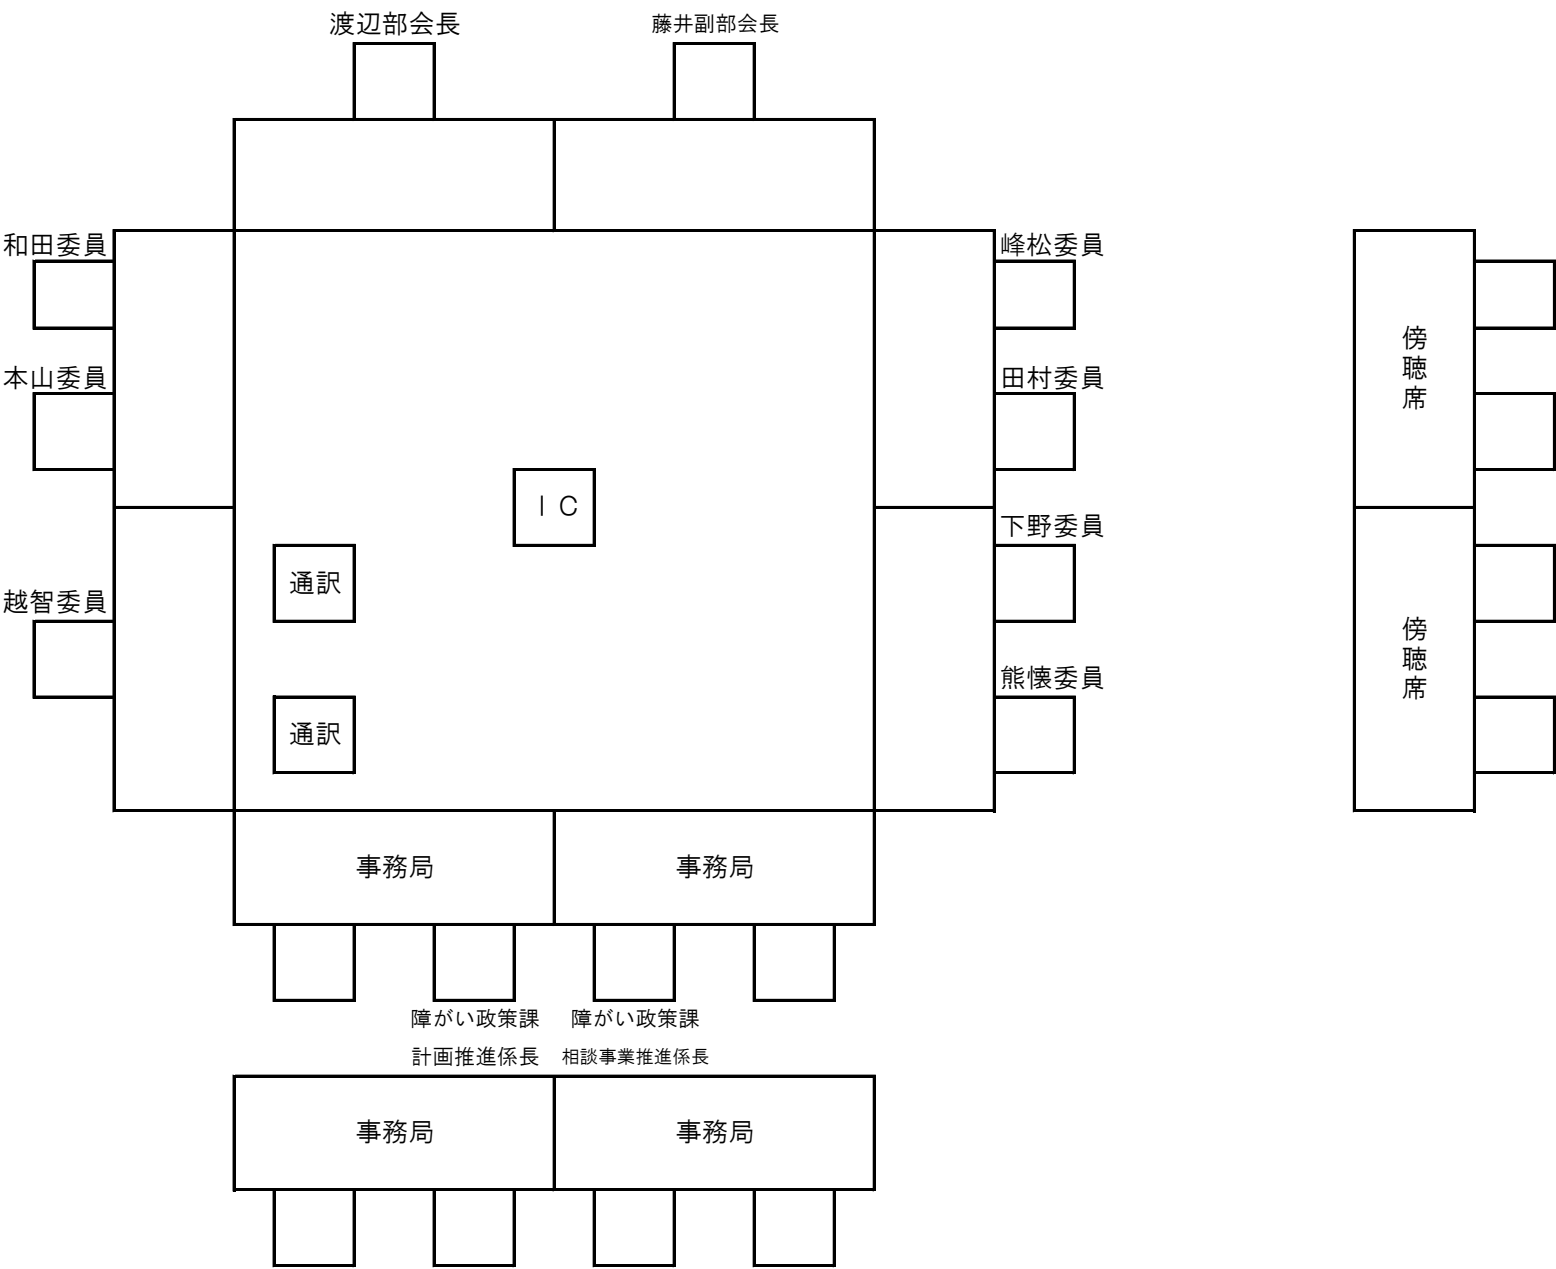 渡辺部会長
藤井副部会長
和田委員
峰松委員
本山委員
田村委員
傍聴席
ＩＣ
下野委員
通訳
越智委員
傍聴席
熊懐委員
通訳
事務局
事務局
障がい政策課
計画推進係長
障がい政策課
相談事業推進係長
事務局
事務局